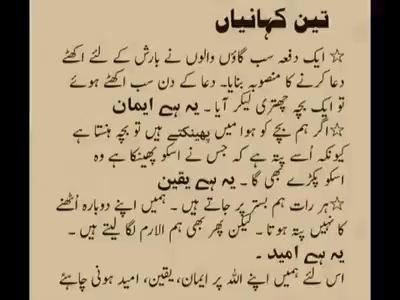 تین کہانیاں
☆ ایک دفعہ سب گاؤں والوں نے بارش کے لئے اکھٹے
دعا کرنے کا منصوبہ بنایا۔ دعا کے دن سب اکھٹے ہوئے
تو ایک بچہ چھتری لیکر آیا۔ یہ ہے ایمان
☆اگر ہم بچے کو ہوا میں پھینکتے ہیں تو بچہ ہنستا ہے
کیونکہ اُسے پتہ ہے کہ جس نے اسکو پھینکا ہے وہ
اسکو پکڑے بھی گا۔ یہ ہے یقین
☆ہر رات ہم بستر پر جاتے ہیں۔ ہمیں اپنے دوبارہ اُٹھنے
کا نہیں پتہ ہوتا۔ لیکن پھر بھی ہم الارم لگا لیتے ہیں۔
یہ ہے امید۔
اس لئے ہمیں اپنے اللہ پر ایمان، یقین، امید ہونی چاہئے